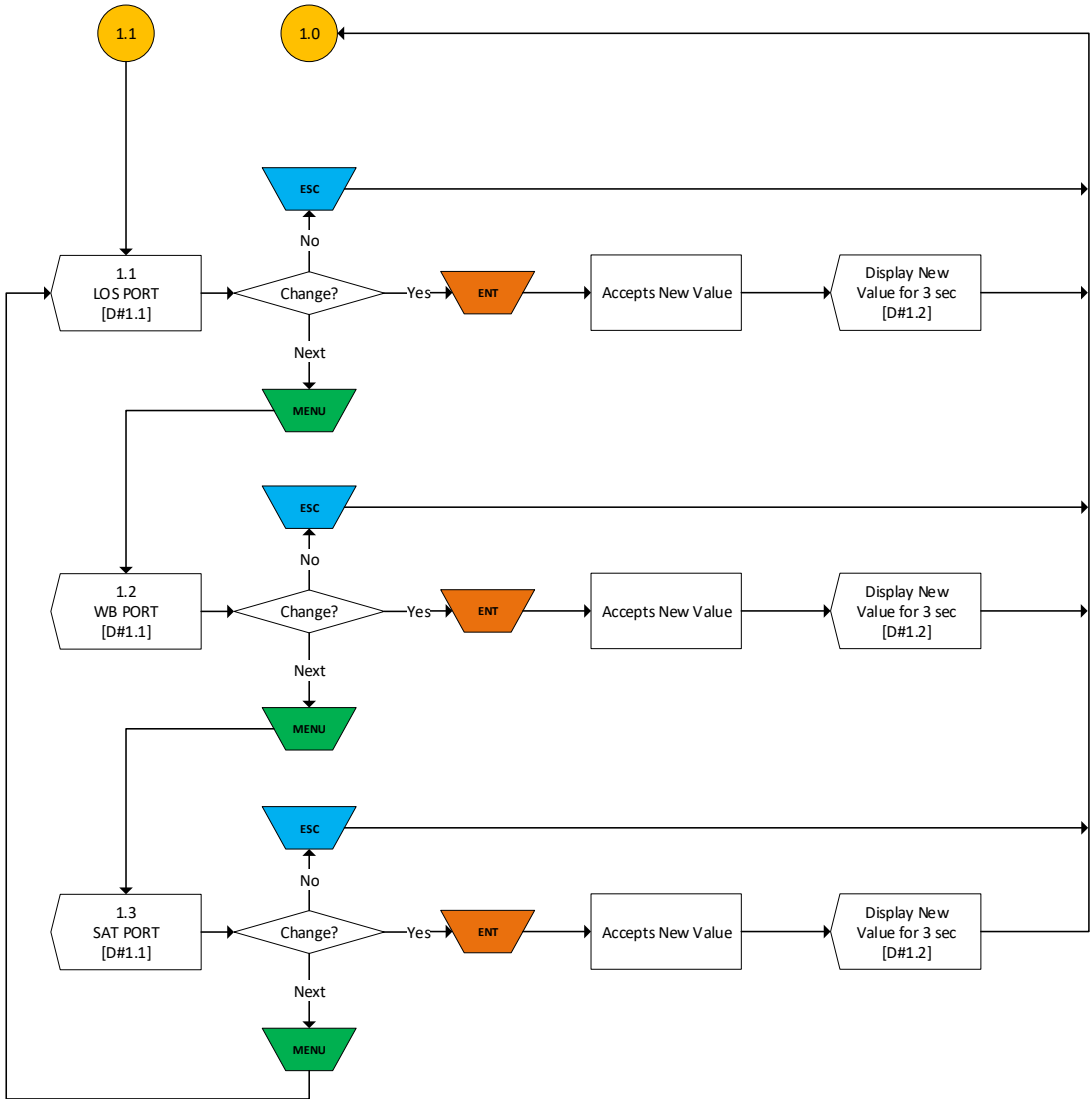 1.1
1.0
ESC
No
1.1
LOS PORT
[D#1.1]
Change?
Yes
ENT
Accepts New Value
Display New
Value for 3 sec
[D#1.2]
Next
MENU
ESC
No
1.2
WB PORT
[D#1.1]
Change?
Yes
ENT
Accepts New Value
Display New
Value for 3 sec
[D#1.2]
Next
MENU
ESC
No
1.3
SAT PORT
[D#1.1]
Change?
Yes
ENT
Accepts New Value
Display New
Value for 3 sec
[D#1.2]
Next
MENU